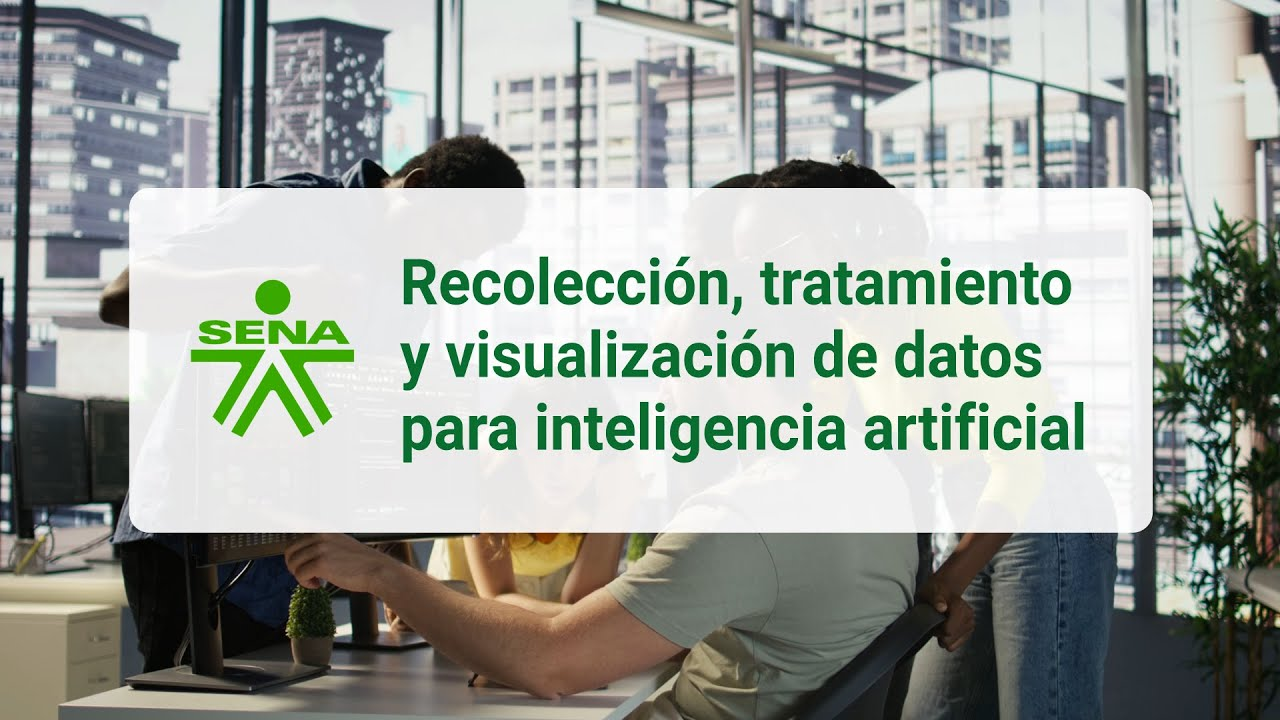 SENA
Recolección, tratamiento
y visualización de datos
para inteligencia artificial